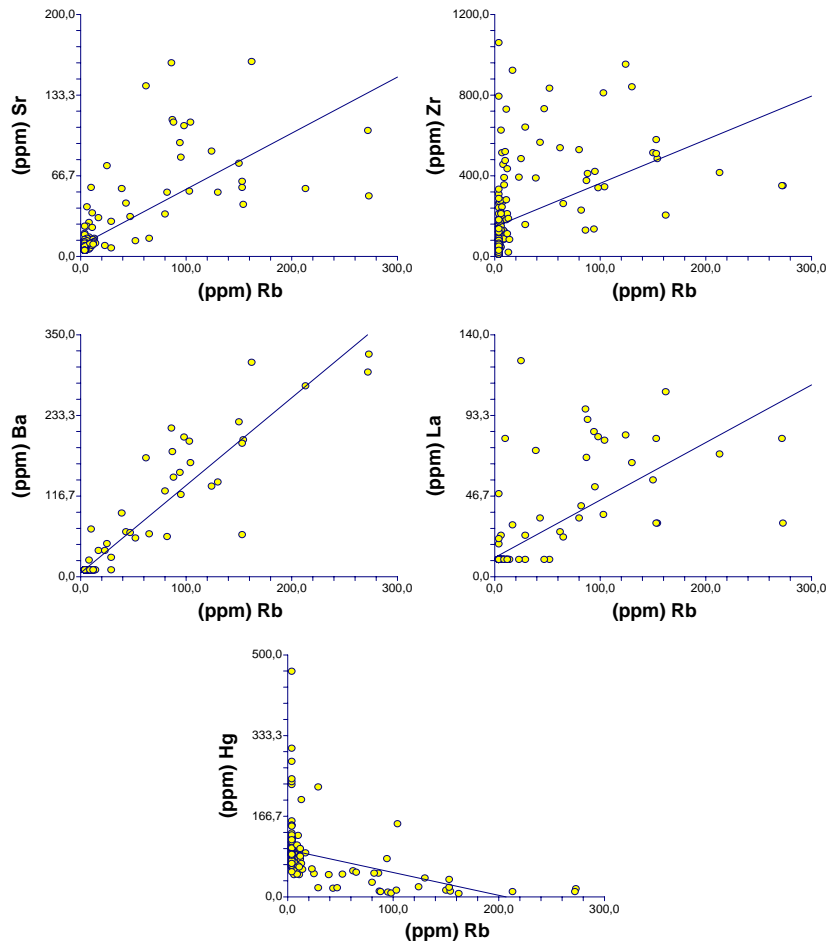 200,0
133,3
66,7
0,0
(ppm) Sr
0,0 100,0 200,0 300,0
(ppm) Rb
1200,0
800,0
400,0
0,0
(ppm) Zr
0,0 100,0 200,0 300,0
(ppm) Rb
350,0
233,3
116,7
0,0
(ppm) Ba
0,0 100,0 200,0 300,0
(ppm) Rb
140,0
93,3
46,7
0,0
(ppm) La
0,0 100,0 200,0 300,0
(ppm) Rb
500,0
333,3
166,7
0,0
(ppm) Hg
0,0 100,0 200,0 300,0
(ppm) Rb